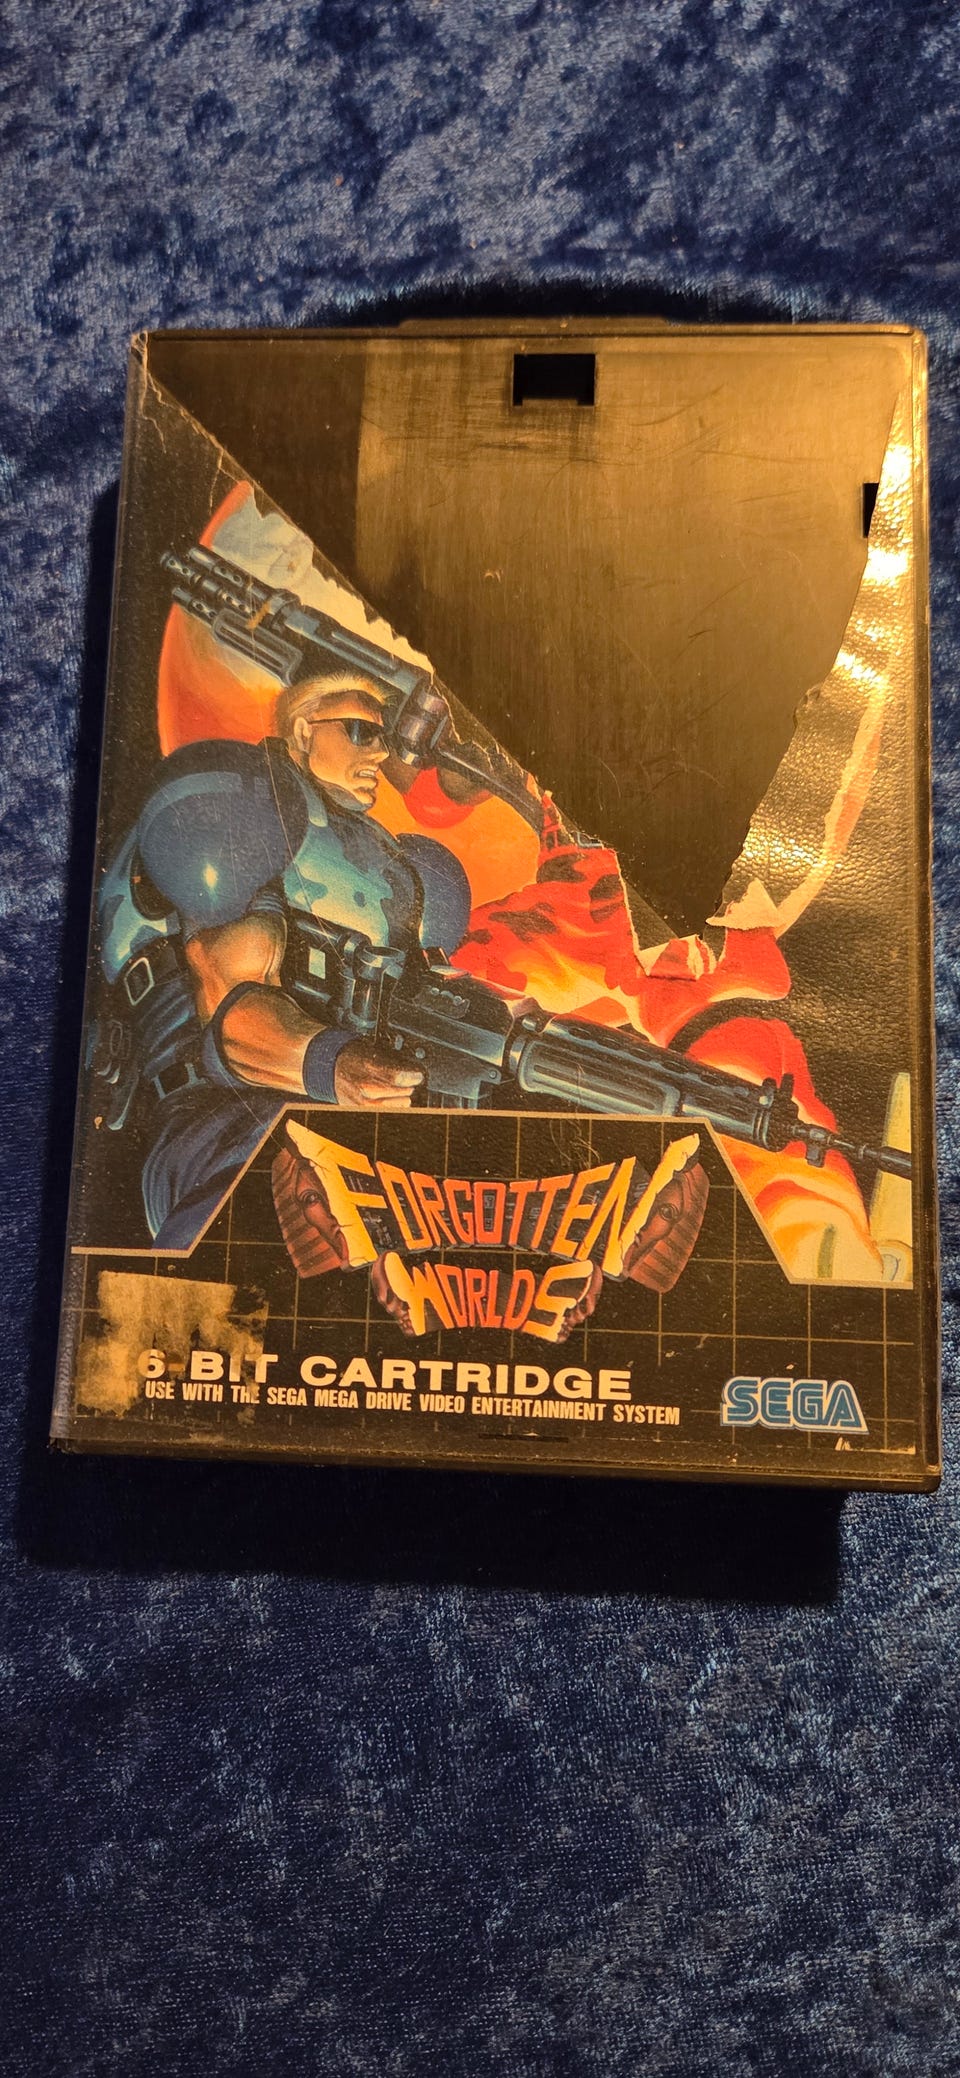 FORGOTTEN
WORLDS
6-BIT CARTRIDGE
USE WITH THE SEGA MEGA DRIVE VIDEO ENTERTAINMENT SYSTEM
SEGA